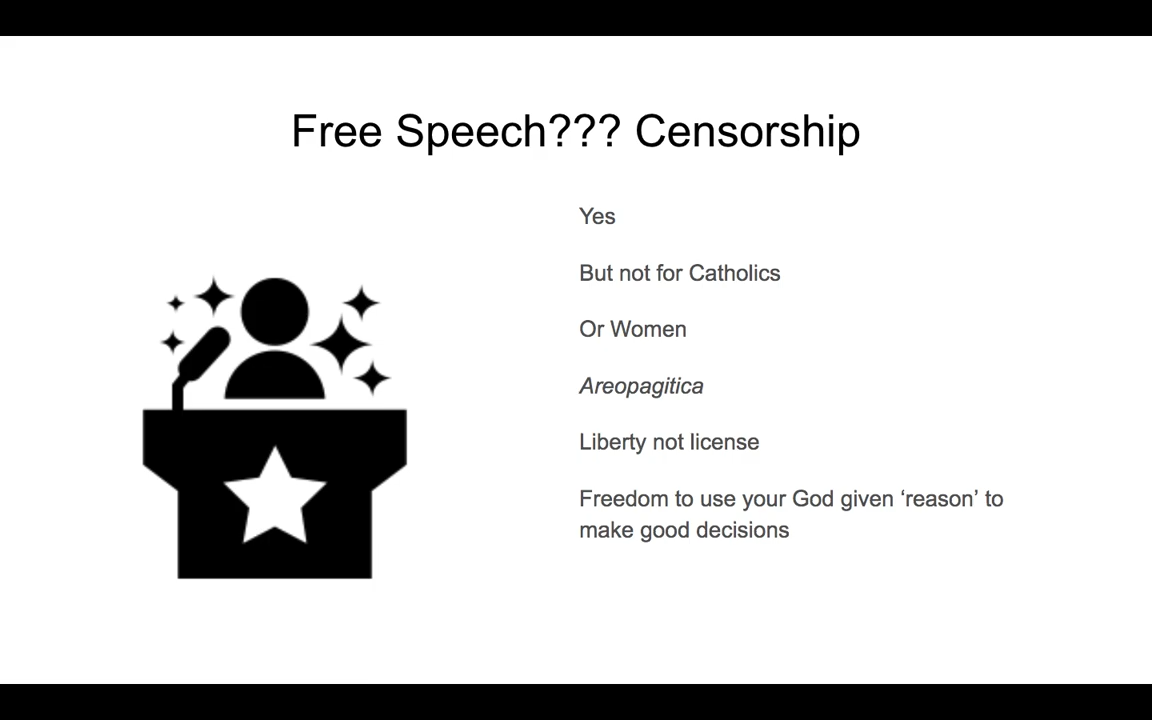 Free Speech??? Censorship
Yes
But not for Catholics
Or Women
Areopagitica
Liberty not license
Freedom to use your God given ‘reason’ to
make good decisions